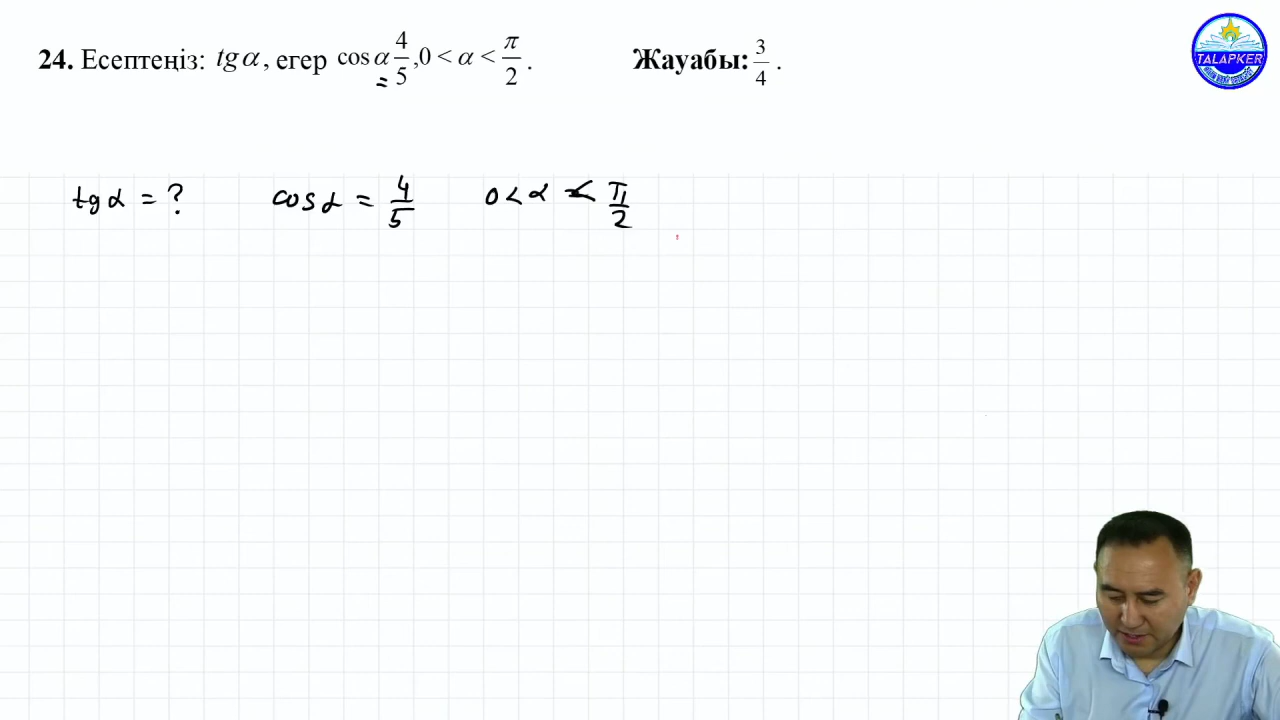 24. Есептеңіз: tgα, егер cosα = 4/5, 0 < α < π/2. Жауабы: 3/4.
TALAPKER
tgα = ? cosα = 4/5 0 < α < π/2